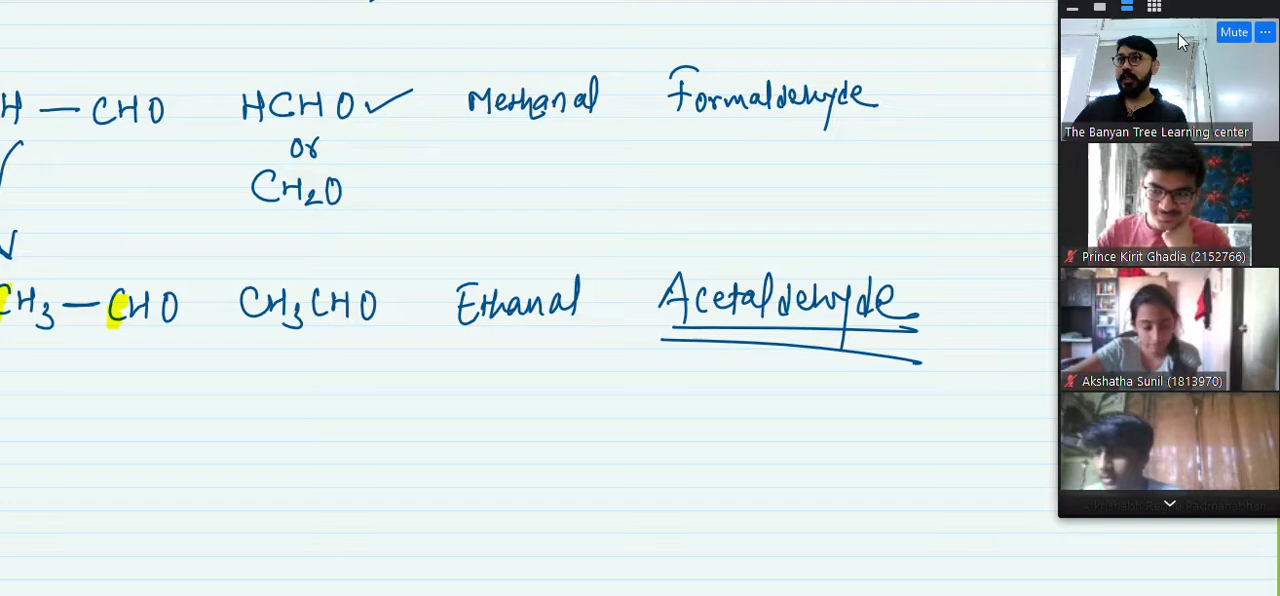 H — CHO HCHO ✓ Methanal Formaldehyde
or
CH₂O
CH₃ — CHO CH₃CHO Ethanal Acetaldehyde
Mute
The Banyan Tree Learning center
Prince Kirit Ghadia (2152766)
Akshatha Sunil (1813970)